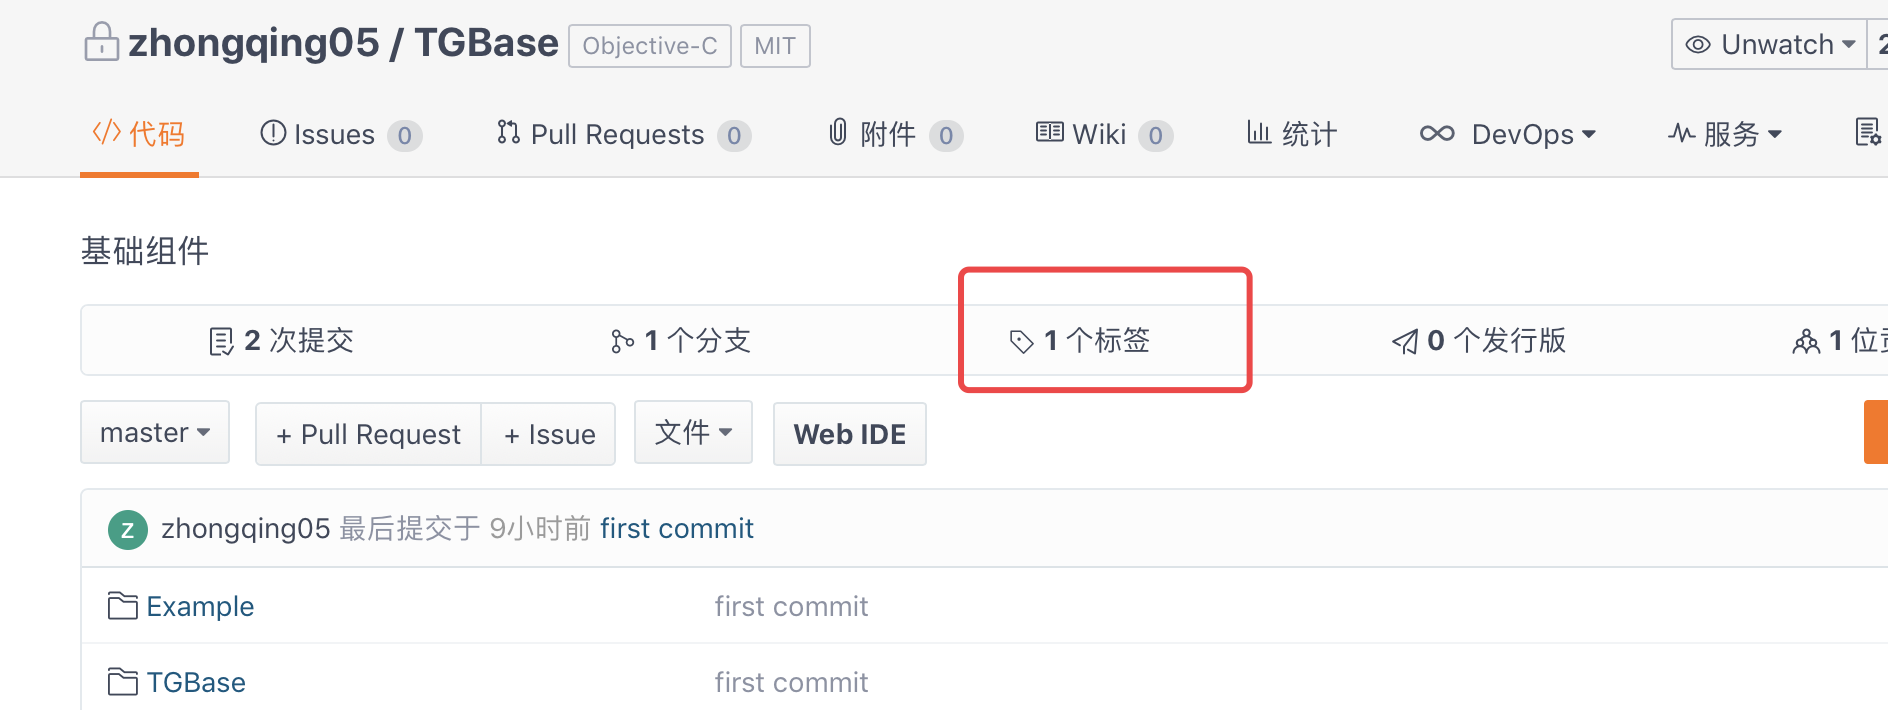 zhongqing05 / TGBase Objective-C MIT Unwatch
代码 Issues 0 Pull Requests 0 附件 0 Wiki 0 统计 DevOps 服务
基础组件
2 次提交 1 个分支 1 个标签 0 个发行版 1 位
master + Pull Request + Issue 文件 Web IDE
Z zhongqing05 最后提交于 9小时前 first commit
Example first commit
TGBase first commit